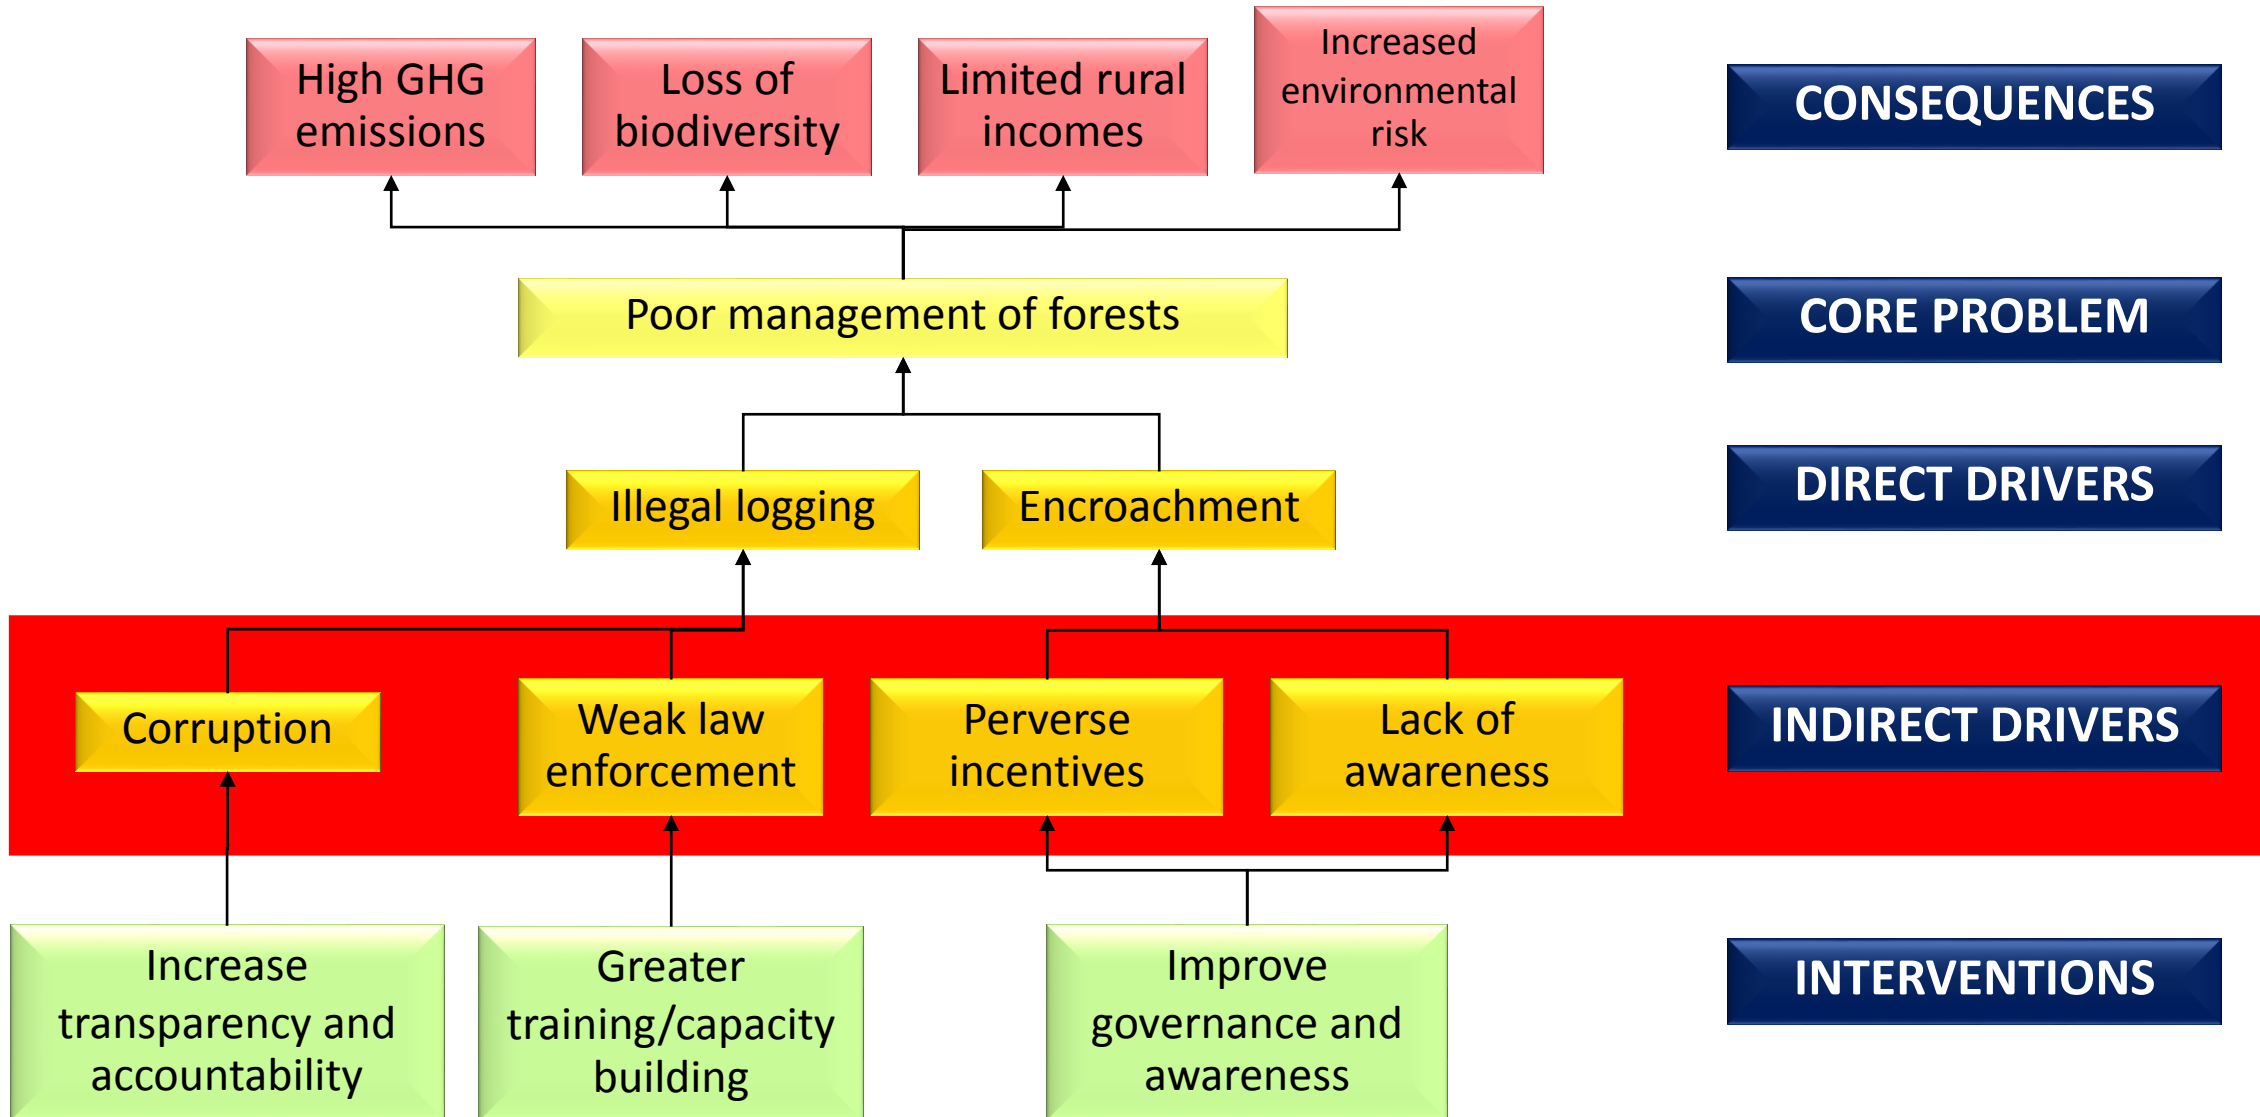 High GHG
emissions
Loss of
biodiversity
Limited rural
incomes
Increased
environmental
risk
CONSEQUENCES
Poor management of forests
CORE PROBLEM
Illegal logging
Encroachment
DIRECT DRIVERS
Corruption
Weak law
enforcement
Perverse
incentives
Lack of
awareness
INDIRECT DRIVERS
Increase
transparency and
accountability
Greater
training/capacity
building
Improve
governance and
awareness
INTERVENTIONS